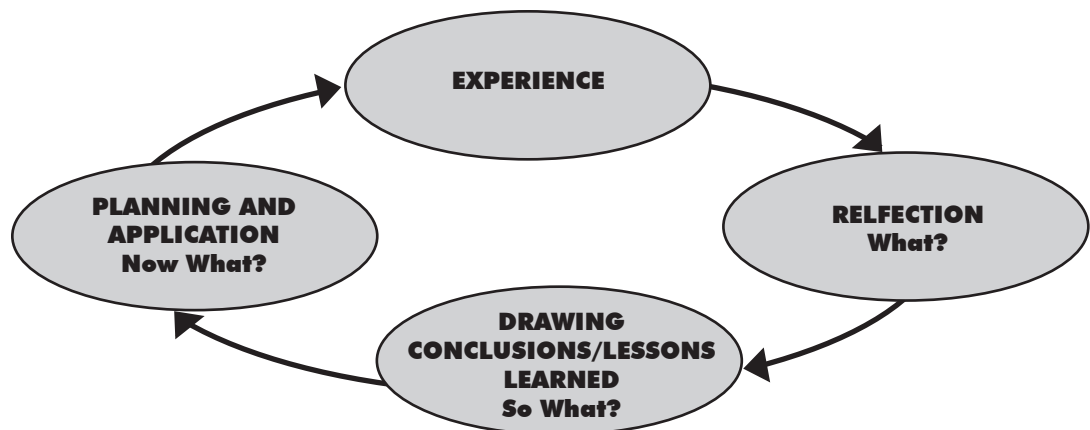 EXPERIENCE
RELFECTION
What?
DRAWING
CONCLUSIONS/LESSONS
LEARNED
So What?
PLANNING AND
APPLICATION
Now What?